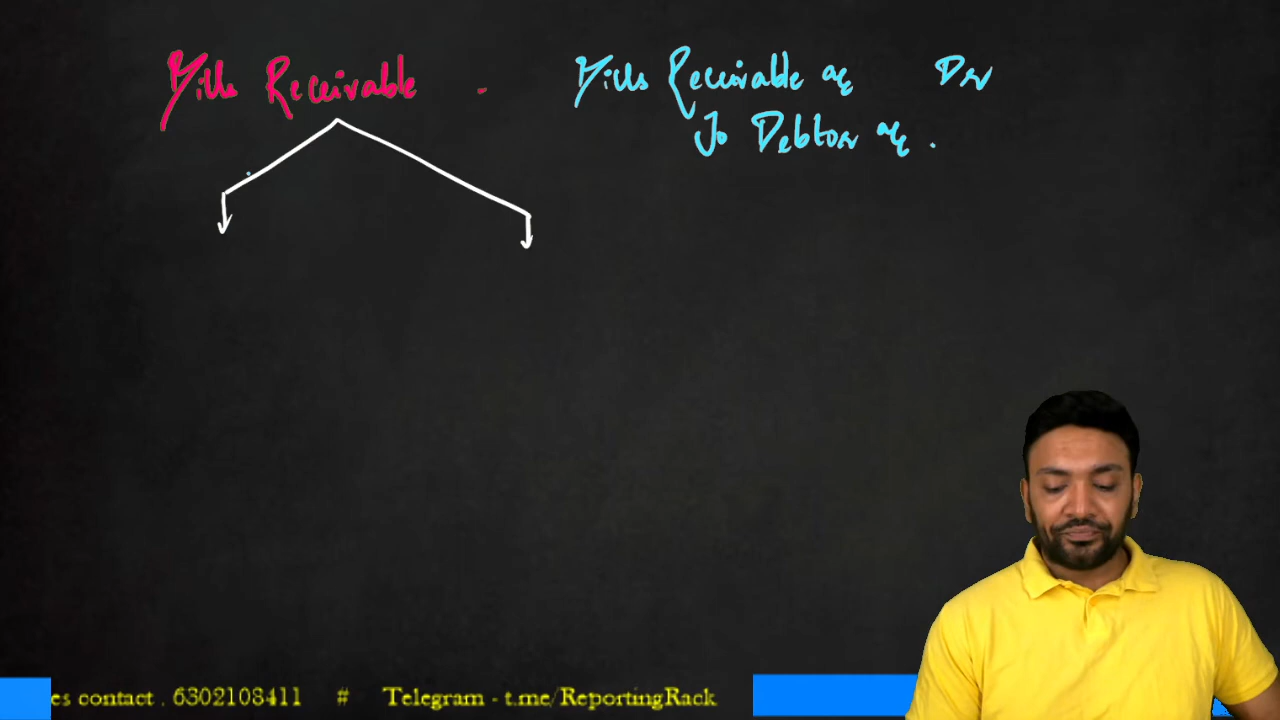 Bills Receivable -
Bills Receivable a/c Dr
To Debtor a/c.
es contact . 6302108411 # Telegram - t.me/ReportingRack